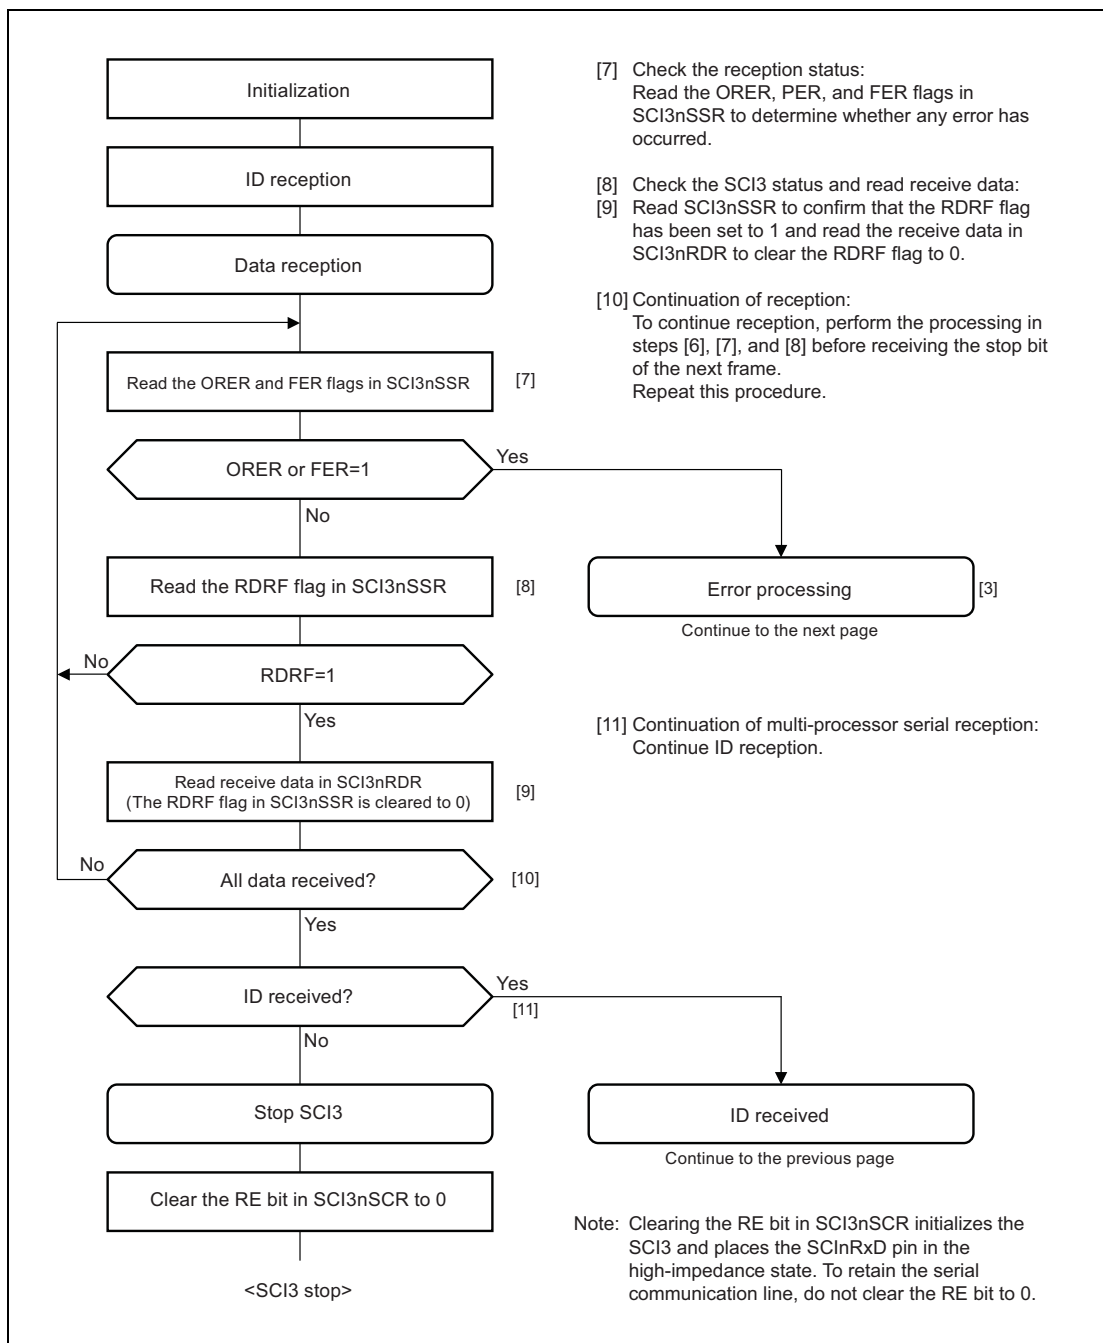 Initialization
ID reception
Data reception
Read the ORER and FER flags in SCI3nSSR
[7]
ORER or FER=1
Yes
No
Read the RDRF flag in SCI3nSSR
[8]
Error processing
[3]
Continue to the next page
No
RDRF=1
Yes
Read receive data in SCI3nRDR
(The RDRF flag in SCI3nSSR is cleared to 0)
[9]
No
All data received?
[10]
Yes
ID received?
Yes
[11]
No
Stop SCI3
ID received
Continue to the previous page
Clear the RE bit in SCI3nSCR to 0
<SCI3 stop>
[7] Check the reception status:
Read the ORER, PER, and FER flags in
SCI3nSSR to determine whether any error has
occurred.
[8] Check the SCI3 status and read receive data:
[9] Read SCI3nSSR to confirm that the RDRF flag
has been set to 1 and read the receive data in
SCI3nRDR to clear the RDRF flag to 0.
[10] Continuation of reception:
To continue reception, perform the processing in
steps [6], [7], and [8] before receiving the stop bit
of the next frame.
Repeat this procedure.
[11] Continuation of multi-processor serial reception:
Continue ID reception.
Note: Clearing the RE bit in SCI3nSCR initializes the
SCI3 and places the SCInRxD pin in the
high-impedance state. To retain the serial
communication line, do not clear the RE bit to 0.